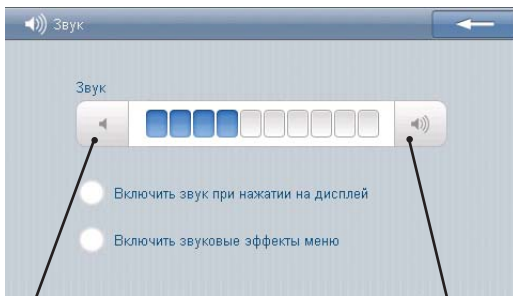 Звук
Звук
Включить звук при нажатии на дисплей
Включить звуковые эффекты меню